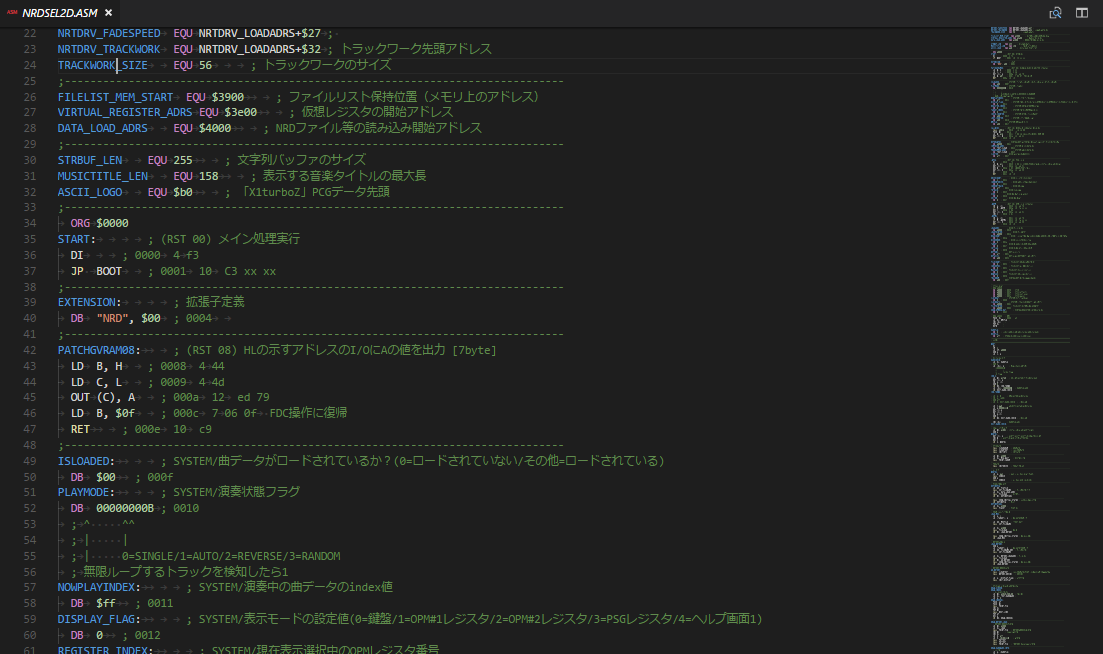 ASM NRDSEL2D.ASM ×
22 NRTDRV_FADESPEED EQU NRTDRV_LOADADRS+$27 ;
23 NRTDRV_TRACKWORK EQU NRTDRV_LOADADRS+$32 ; トラックワーク先頭アドレス
24 TRACKWORK_SIZE EQU 56 ; トラックワークのサイズ
25 ;-----------------------------------------------------------------------------
26 FILELIST_MEM_START EQU $3900 ; ファイルリスト保持位置（メモリ上のアドレス）
27 VIRTUAL_REGISTER_ADRS EQU $3e00 ; 仮想レジスタの開始アドレス
28 DATA_LOAD_ADRS EQU $4000 ; NRDファイル等の読み込み開始アドレス
29 ;-----------------------------------------------------------------------------
30 STRBUF_LEN EQU 255 ; 文字列バッファのサイズ
31 MUSICTITLE_LEN EQU 158 ; 表示する音楽タイトルの最大長
32 ASCII_LOGO EQU $b0 ; 「X1turboZ」PCGデータ先頭
33 ;-----------------------------------------------------------------------------
34 ORG $0000
35 START: ; (RST 00) メイン処理実行
36 DI ; 0000 4 f3
37 JP BOOT ; 0001 10 C3 xx xx
38 ;-----------------------------------------------------------------------------
39 EXTENSION: ; 拡張子定義
40 DB "NRD", $00 ; 0004
41 ;-----------------------------------------------------------------------------
42 PATCHGVRAM08: ; (RST 08) HLの示すアドレスのI/OにAの値を出力 [7byte]
43 LD B, H ; 0008 4 44
44 LD C, L ; 0009 4 4d
45 OUT (C), A ; 000a 12 ed 79
46 LD B, $0f ; 000c 7 06 0f FDC操作に復帰
47 RET ; 000e 10 c9
48 ;-----------------------------------------------------------------------------
49 ISLOADED: ; SYSTEM/曲データがロードされているか？(0=ロードされていない/その他=ロードされている)
50 DB $00 ; 000f
51 PLAYMODE: ; SYSTEM/演奏状態フラグ
52 DB 00000000B ; 0010
53 ; ^ ^^
54 ; | |
55 ; | 0=SINGLE/1=AUTO/2=REVERSE/3=RANDOM
56 ; 無限ループするトラックを検知したら1
57 NOWPLAYINDEX: ; SYSTEM/演奏中の曲データのindex値
58 DB $ff ; 0011
59 DISPLAY_FLAG: ; SYSTEM/表示モードの設定値(0=鍵盤/1=OPM#1レジスタ/2=OPM#2レジスタ/3=PSGレジスタ/4=ヘルプ画面1)
60 DB 0 ; 0012
61 REGISTER_INDEX: ; SYSTEM/現在表示選択中のOPMレジスタ番号